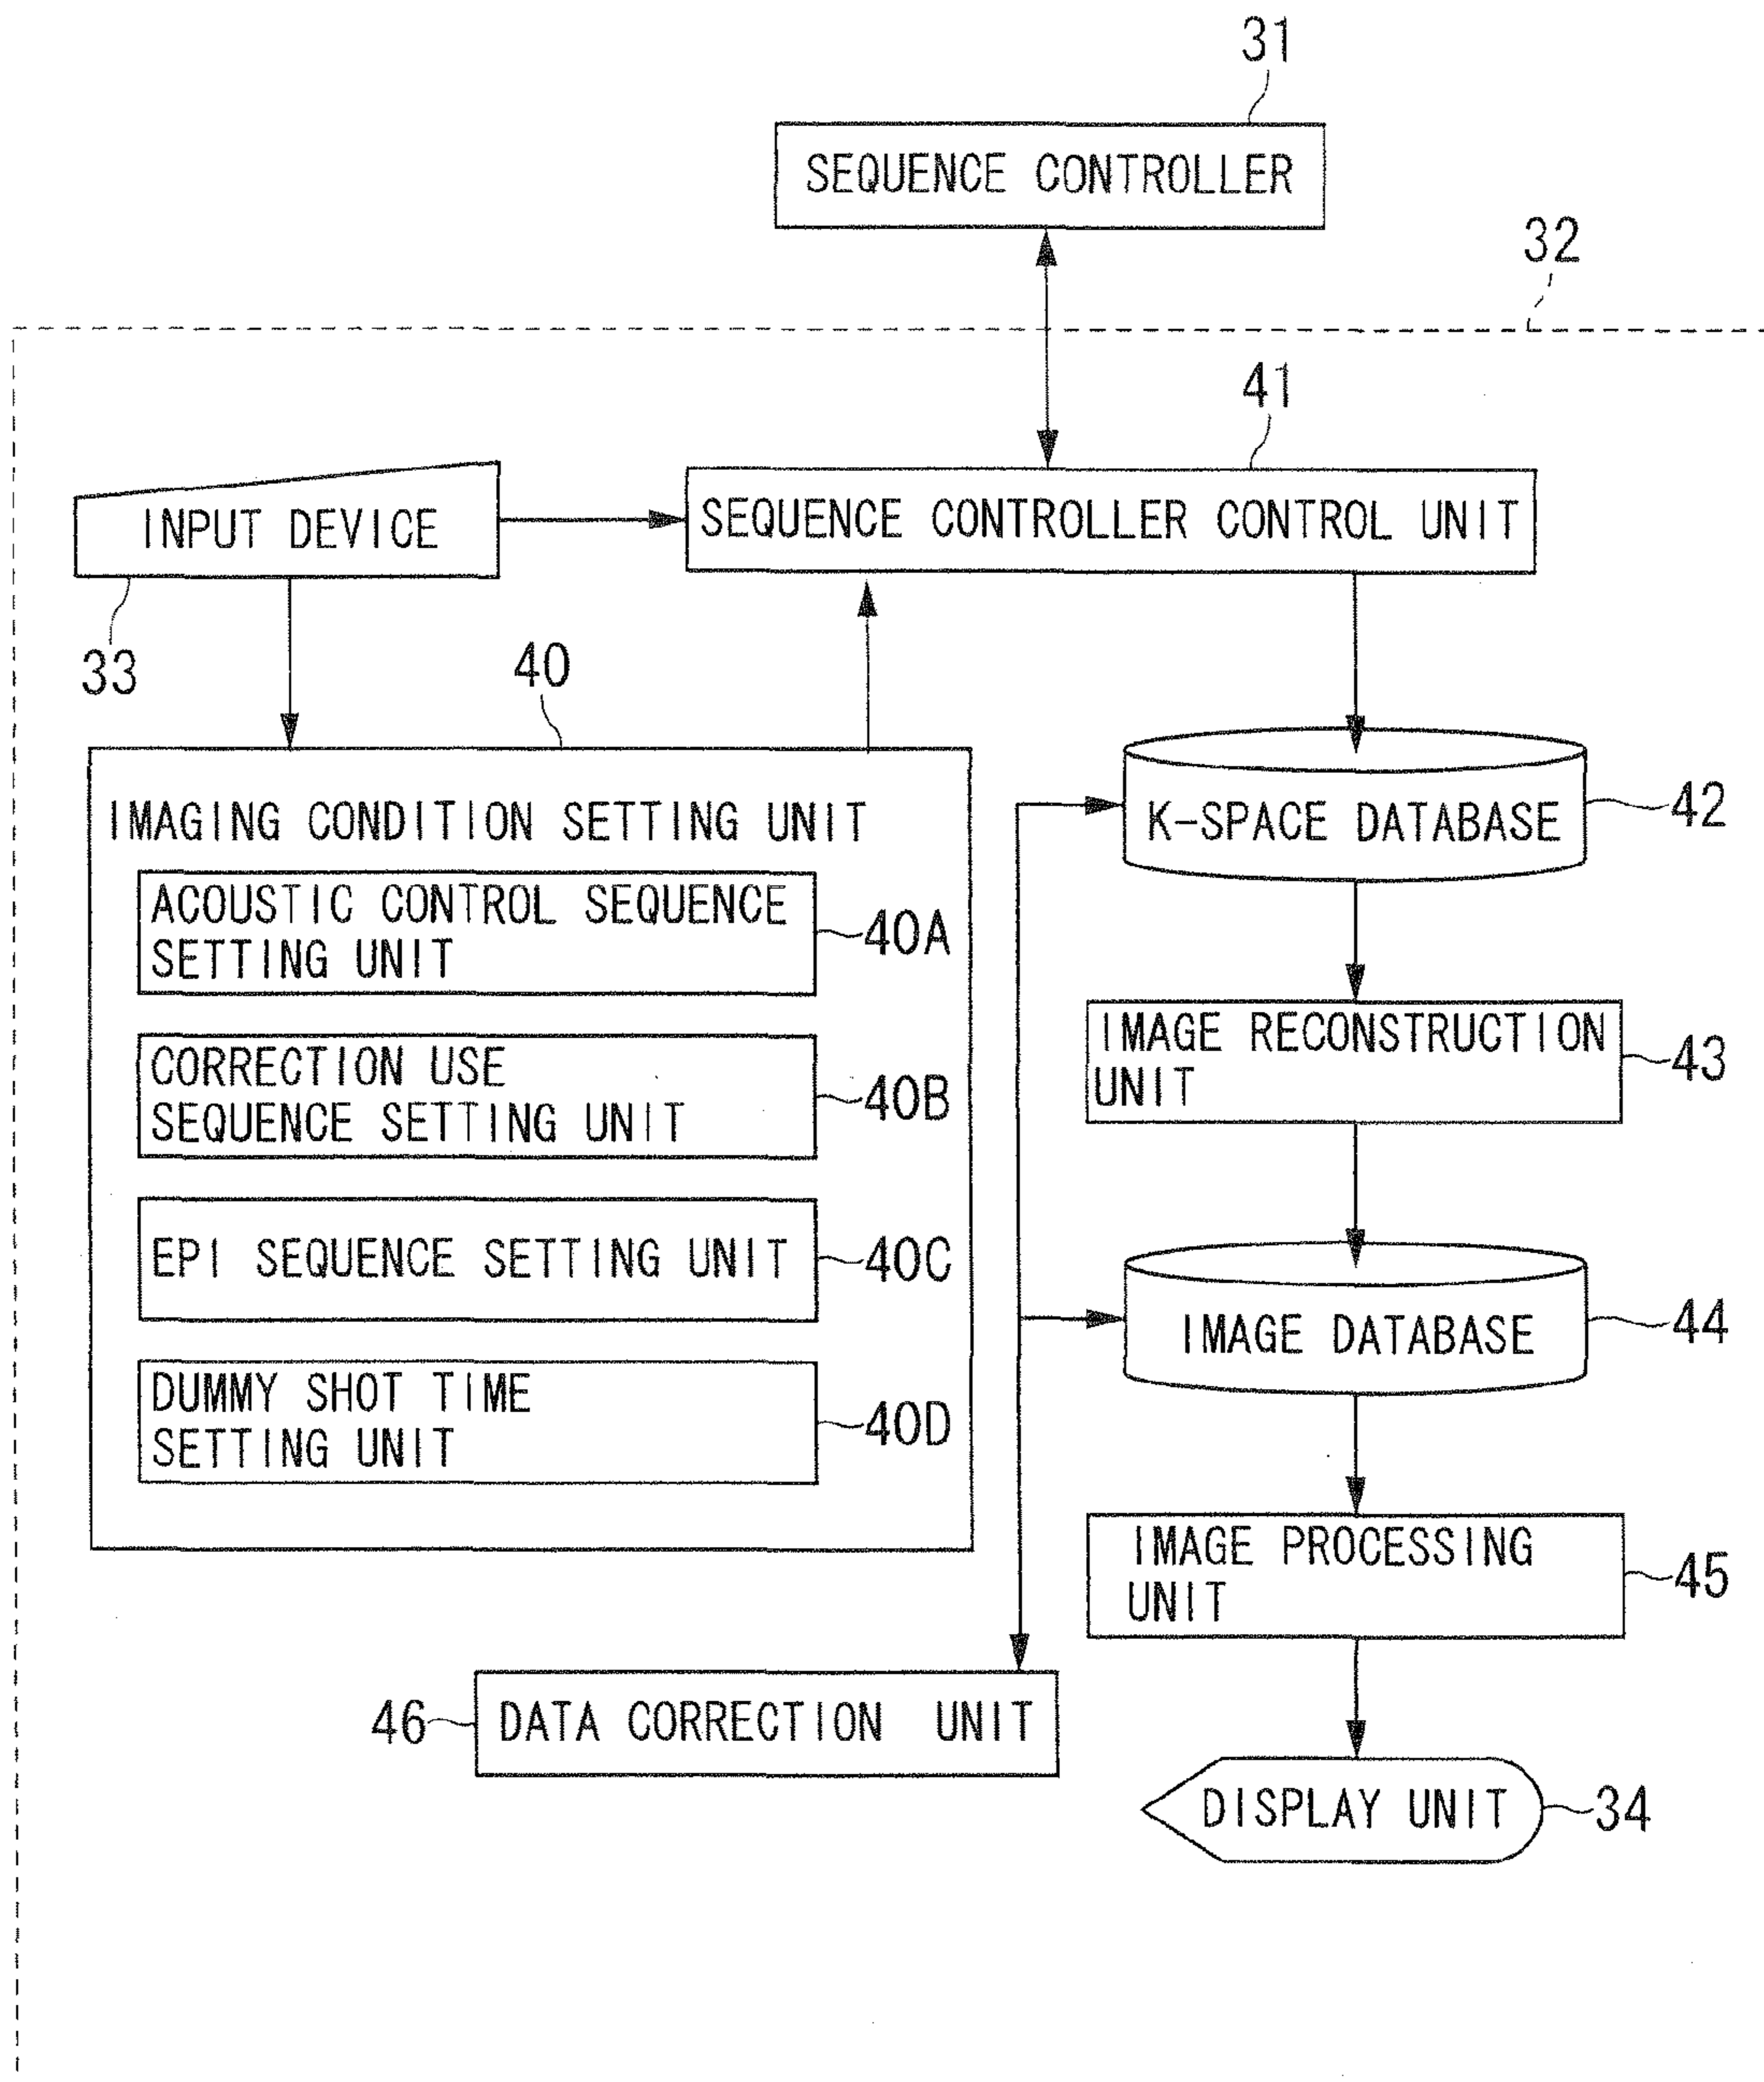 31
SEQUENCE CONTROLLER
32
41
INPUT DEVICE
SEQUENCE CONTROLLER CONTROL UNIT
33
40
IMAGING CONDITION SETTING UNIT
ACOUSTIC CONTROL SEQUENCE
SETTING UNIT
40A
CORRECTION USE
SEQUENCE SETTING UNIT
40B
EPI SEQUENCE SETTING UNIT
40C
DUMMY SHOT TIME
SETTING UNIT
40D
K-SPACE DATABASE
42
IMAGE RECONSTRUCTION
UNIT
43
IMAGE DATABASE
44
IMAGE PROCESSING
UNIT
45
46
DATA CORRECTION UNIT
DISPLAY UNIT
34